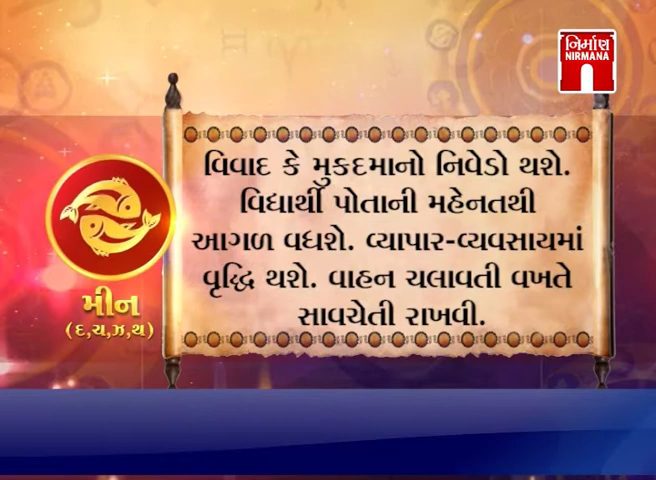 નિર્માણ
NIRMANA
વિવાદ કે મુકદમાનો નિવેડો થશે.
વિદ્યાર્થી પોતાની મહેનતથી
આગળ વધશે. વ્યાપાર-વ્યવસાયમાં
વૃદ્ધિ થશે. વાહન ચલાવતી વખતે
સાવચેતી રાખવી.
મીન
(દ,ચ,ઝ,થ)